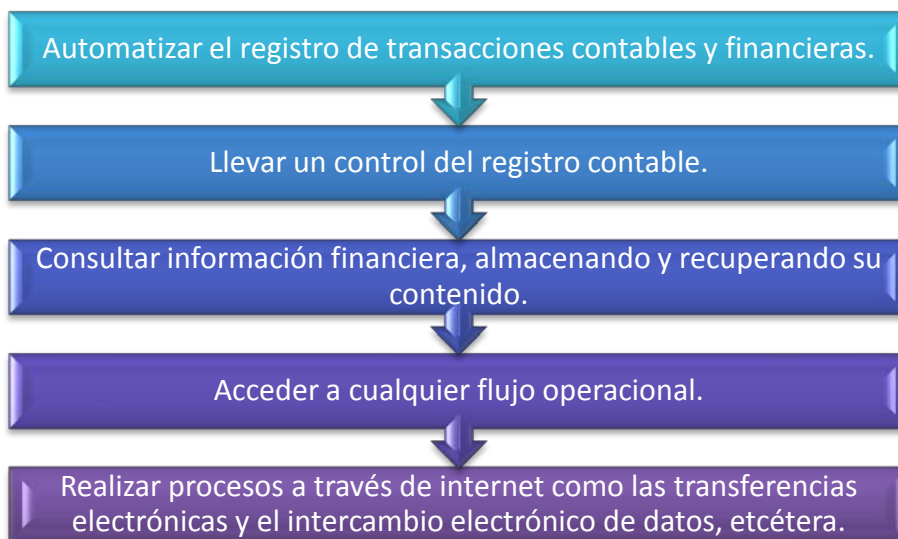 Automatizar el registro de transacciones contables y financieras.
Llevar un control del registro contable.
Consultar información financiera, almacenando y recuperando su
contenido.
Acceder a cualquier flujo operacional.
Realizar procesos a través de internet como las transferencias
electrónicas y el intercambio electrónico de datos, etcétera.